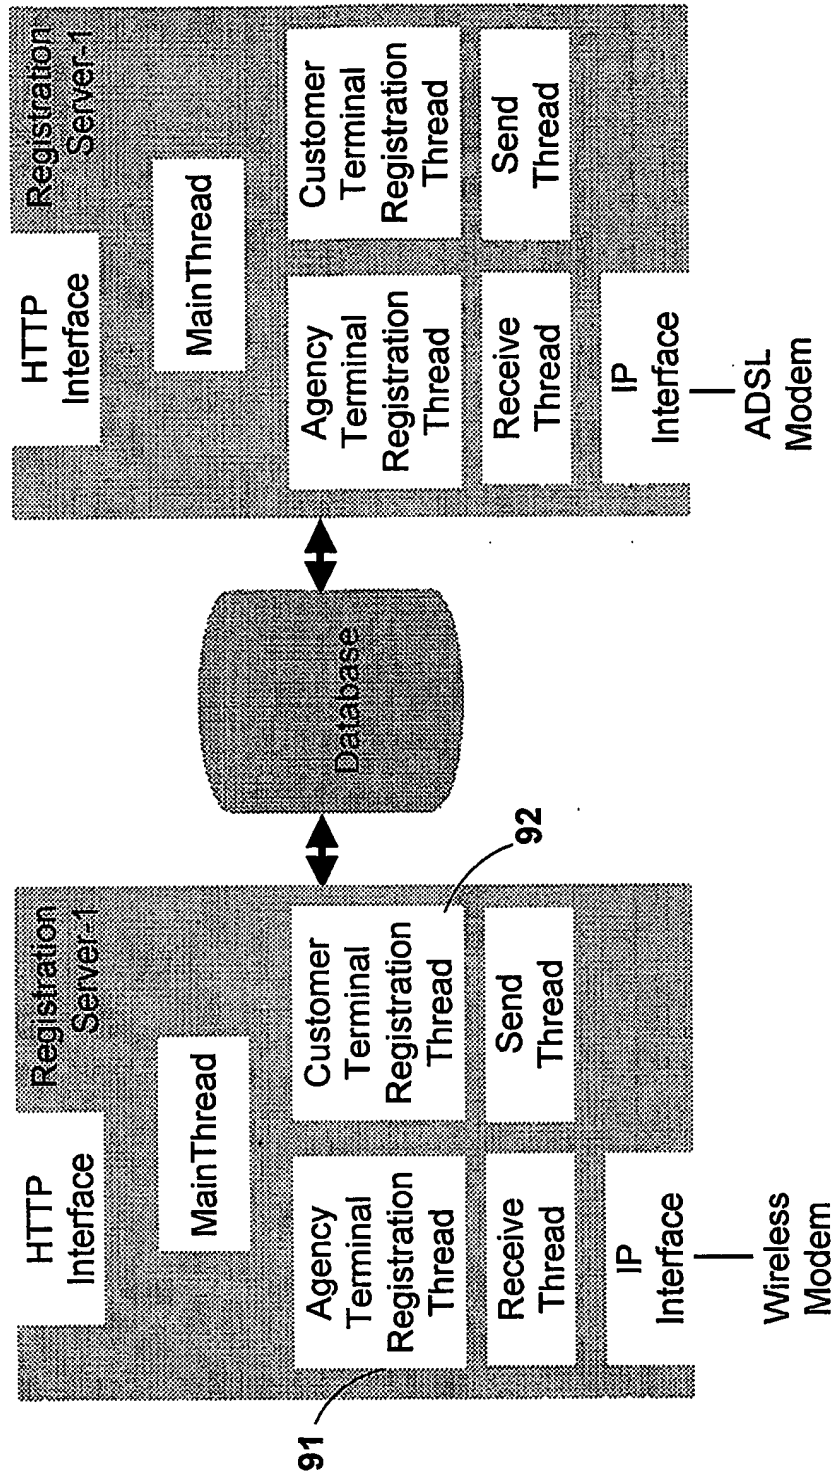 HTTP
Interface
Registration
Server-1
MainThread
Agency
Terminal
Registration
Thread
Customer
Terminal
Registration
Thread
Receive
Thread
Send
Thread
IP
Interface
Wireless
Modem
91
92
Database
HTTP
Interface
Registration
Server-1
MainThread
Agency
Terminal
Registration
Thread
Customer
Terminal
Registration
Thread
Receive
Thread
Send
Thread
IP
Interface
ADSL
Modem